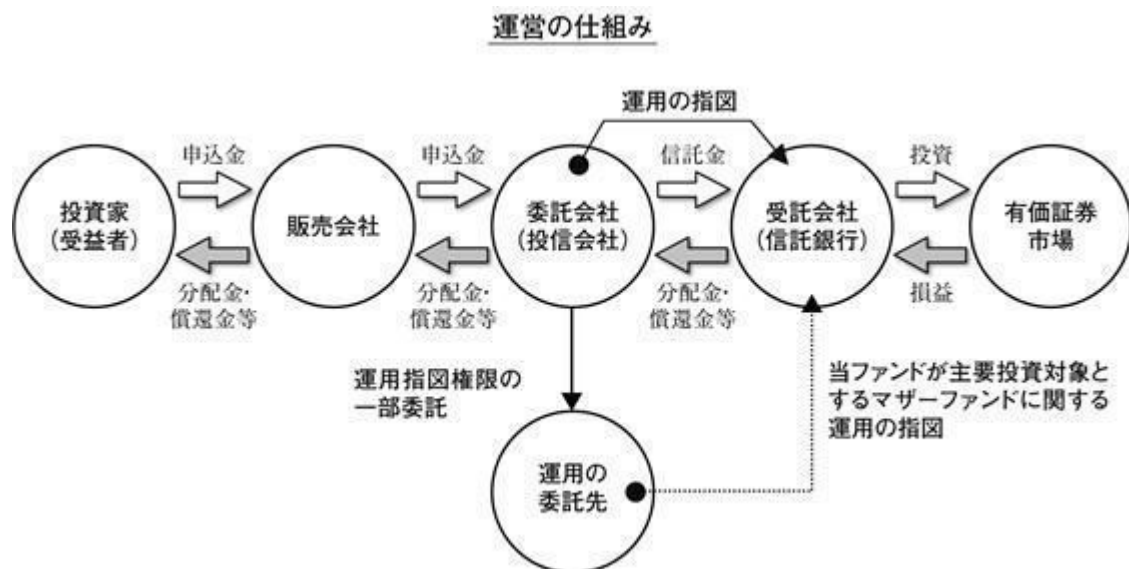 運営の仕組み
運用の指図
申込金
申込金
信託金
投資
投資家
（受益者）
販売会社
委託会社
（投信会社）
受託会社
（信託銀行）
有価証券
市場
分配金・
償還金等
分配金・
償還金等
分配金・
償還金等
損益
運用指図権限の
一部委託
当ファンドが主要投資対象と
するマザーファンドに関する
運用の指図
運用の
委託先